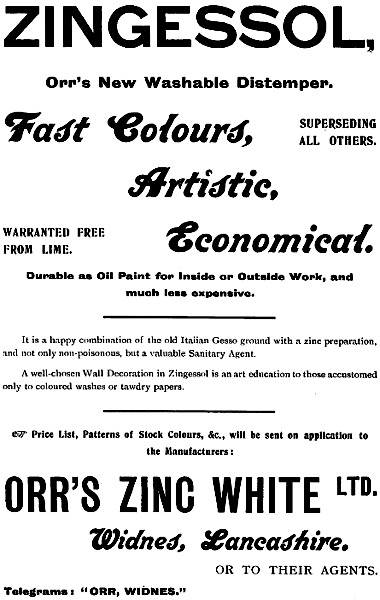 ZINGESSOL,
Orr's New Washable Distemper.
Fast Colours,
SUPERSEDING
ALL OTHERS.
Artistic,
WARRANTED FREE
FROM LIME.
Economical.
Durable as Oil Paint for Inside or Outside Work, and
much less expensive.
It is a happy combination of the old Italian Gesso ground with a zinc preparation,
and not only non-poisonous, but a valuable Sanitary Agent.
A well-chosen Wall Decoration in Zingessol is an art education to those accustomed
only to coloured washes or tawdry papers.
☞ Price List, Patterns of Stock Colours, &c., will be sent on application to
the Manufacturers:
ORR'S ZINC WHITE LTD.
Widnes, Lancashire.
OR TO THEIR AGENTS.
Telegrams: "ORR, WIDNES."